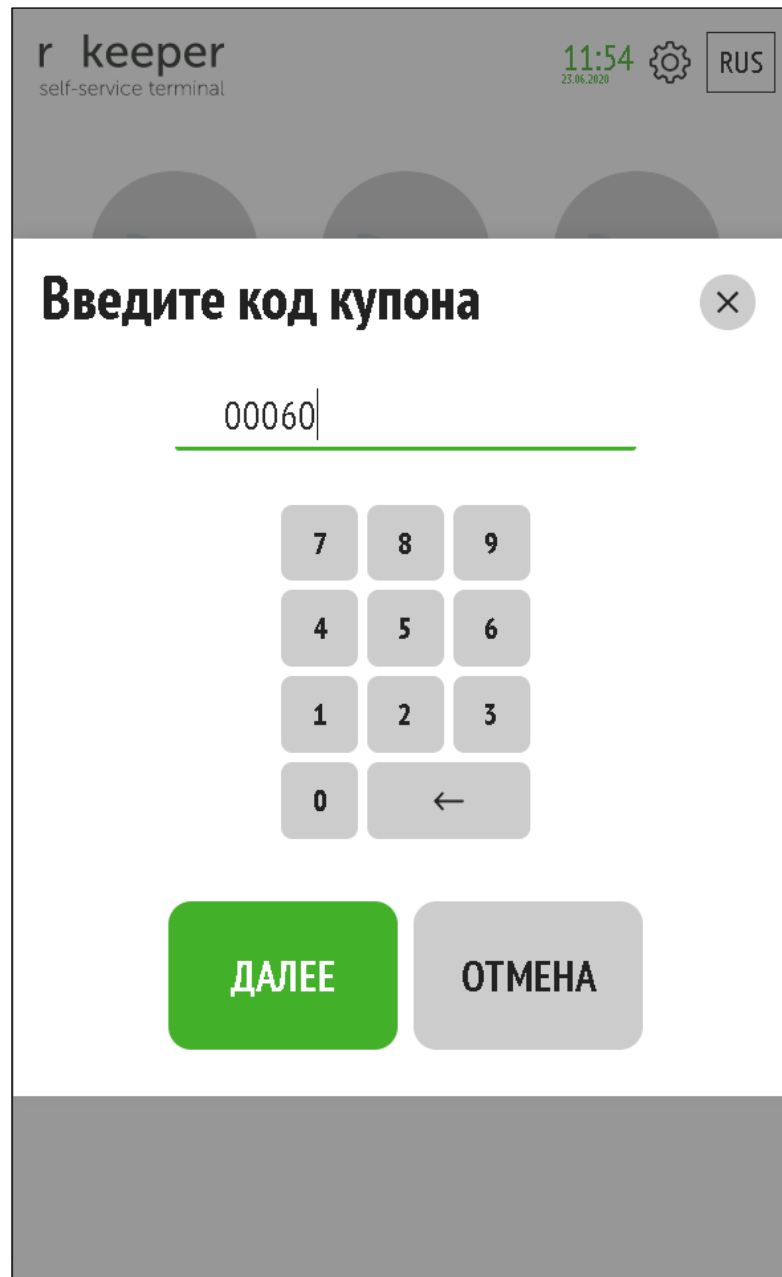 r keeper
self-service terminal
11:54
23.06.2020
RUS
Введите код купона
00060
7 8 9
4 5 6
1 2 3
0 ←
ДАЛЕЕ ОТМЕНА